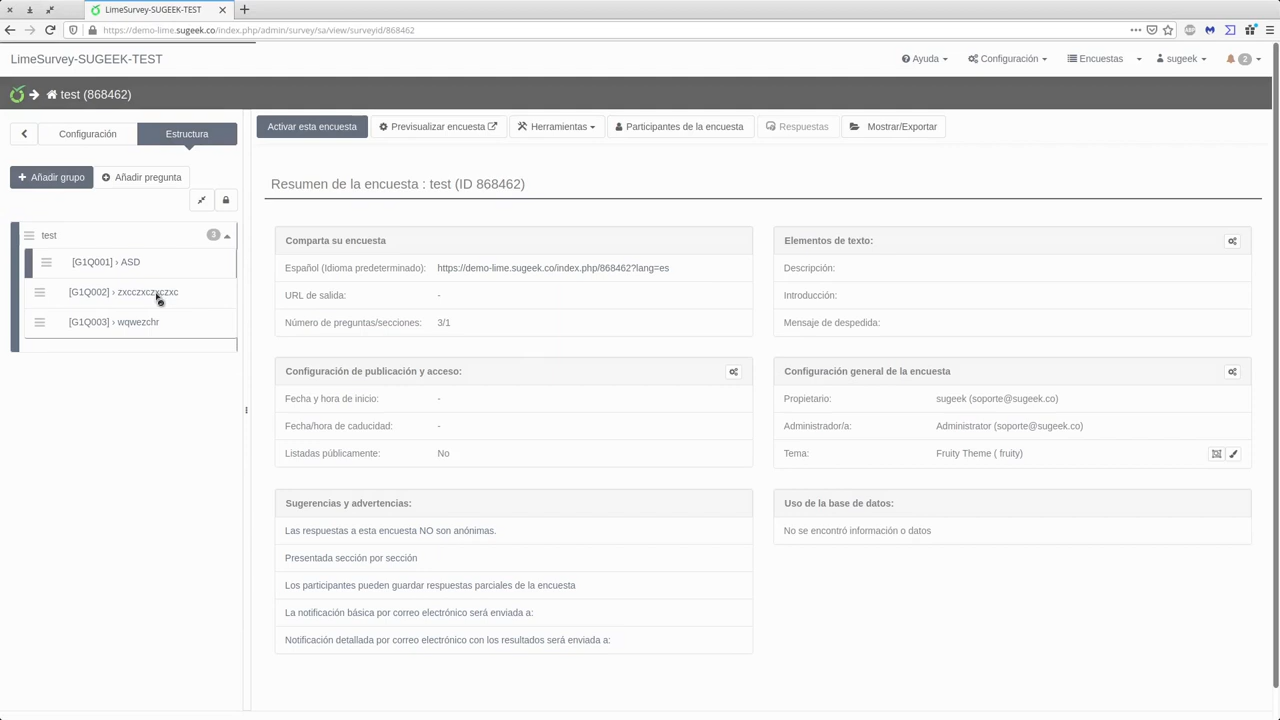 LimeSurvey-SUGEEK-TEST
https://demo-lime.sugeek.co/index.php/admin/survey/sa/view/surveyid/868462
LimeSurvey-SUGEEK-TEST
Ayuda
Configuración
Encuestas
sugeek
2
test (868462)
Configuración
Estructura
Activar esta encuesta
Previsualizar encuesta
Herramientas
Participantes de la encuesta
Respuestas
Mostrar/Exportar
Añadir grupo
Añadir pregunta
test
3
[G1Q001] › ASD
[G1Q002] › zxcczxczxczxc
[G1Q003] › wqwezchr
Resumen de la encuesta : test (ID 868462)
Comparta su encuesta
Español (Idioma predeterminado): https://demo-lime.sugeek.co/index.php/868462?lang=es
URL de salida: -
Número de preguntas/secciones: 3/1
Elementos de texto:
Descripción:
Introducción:
Mensaje de despedida:
Configuración de publicación y acceso:
Fecha y hora de inicio: -
Fecha/hora de caducidad: -
Listadas públicamente: No
Configuración general de la encuesta
Propietario: sugeek (soporte@sugeek.co)
Administrador/a: Administrator (soporte@sugeek.co)
Tema: Fruity Theme ( fruity)
Sugerencias y advertencias:
Las respuestas a esta encuesta NO son anónimas.
Presentada sección por sección
Los participantes pueden guardar respuestas parciales de la encuesta
La notificación básica por correo electrónico será enviada a:
Notificación detallada por correo electrónico con los resultados será enviada a:
Uso de la base de datos:
No se encontró información o datos